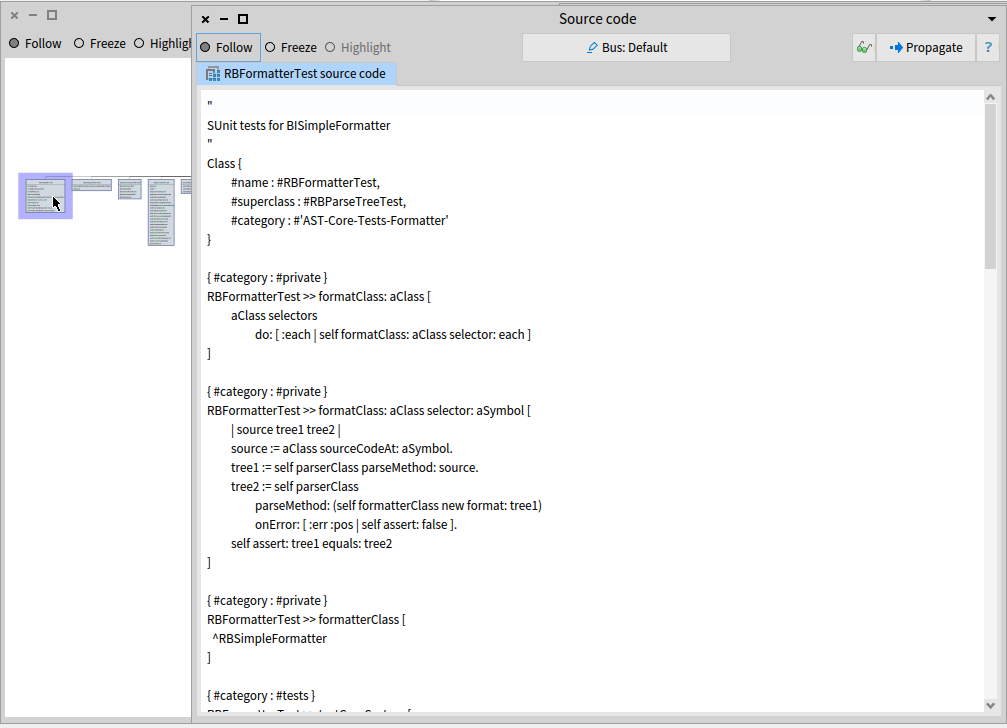 Source code
Follow
Freeze
Follow
Freeze
Highlight
Bus: Default
Propagate
?
RBFormatterTest source code
"
SUnit tests for BISimpleFormatter
"
Class {
#name : #RBFormatterTest,
#superclass : #RBParseTreeTest,
#category : #'AST-Core-Tests-Formatter'
}
{ #category : #private }
RBFormatterTest >> formatClass: aClass [
aClass selectors
do: [ :each | self formatClass: aClass selector: each ]
]
{ #category : #private }
RBFormatterTest >> formatClass: aClass selector: aSymbol [
| source tree1 tree2 |
source := aClass sourceCodeAt: aSymbol.
tree1 := self parserClass parseMethod: source.
tree2 := self parserClass
parseMethod: (self formatterClass new format: tree1)
onError: [ :err :pos | self assert: false ].
self assert: tree1 equals: tree2
]
{ #category : #private }
RBFormatterTest >> formatterClass [
^RBSimpleFormatter
]
{ #category : #tests }